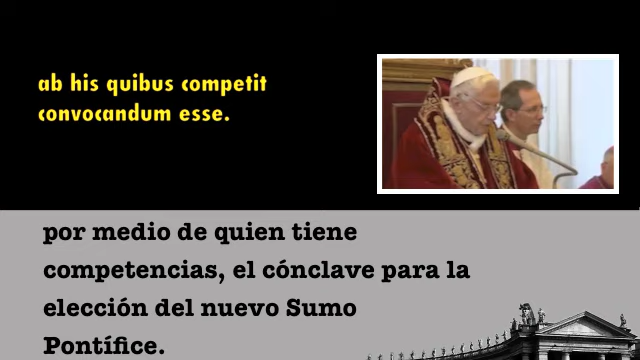 ab his quibus competit
convocandum esse.
por medio de quien tiene
competencias, el cónclave para la
elección del nuevo Sumo
Pontífice.